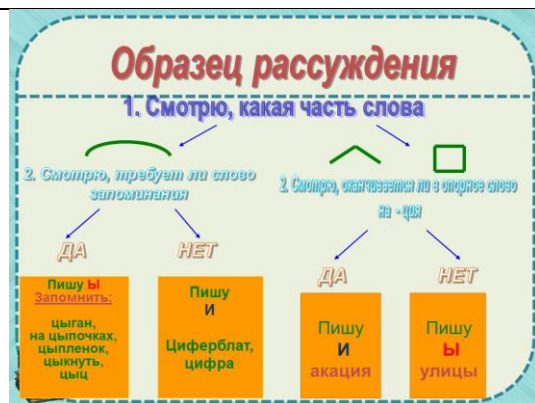 Образец рассуждения
1. Смотрю, какая часть слова
2. Смотрю, требует ли слово
запоминания
2. Смотрю, оканчивается ли в опорное слово
на - ция
ДА
НЕТ
ДА
НЕТ
Пишу Ы
Запомнить:
цыган,
на цыпочках,
цыпленок,
цыкнуть,
цыц
Пишу
И
Циферблат,
цифра
Пишу
И
акация
Пишу
Ы
улицы